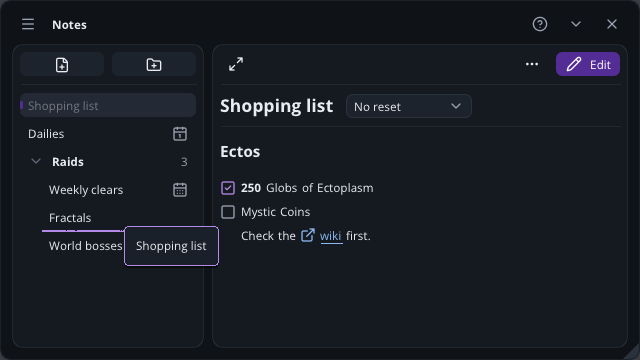 Notes
Edit
Shopping list
Dailies
Raids 3
Weekly clears
Fractals
World bosses
Shopping list
Shopping list No reset
Ectos
250 Globs of Ectoplasm
Mystic Coins
Check the wiki first.